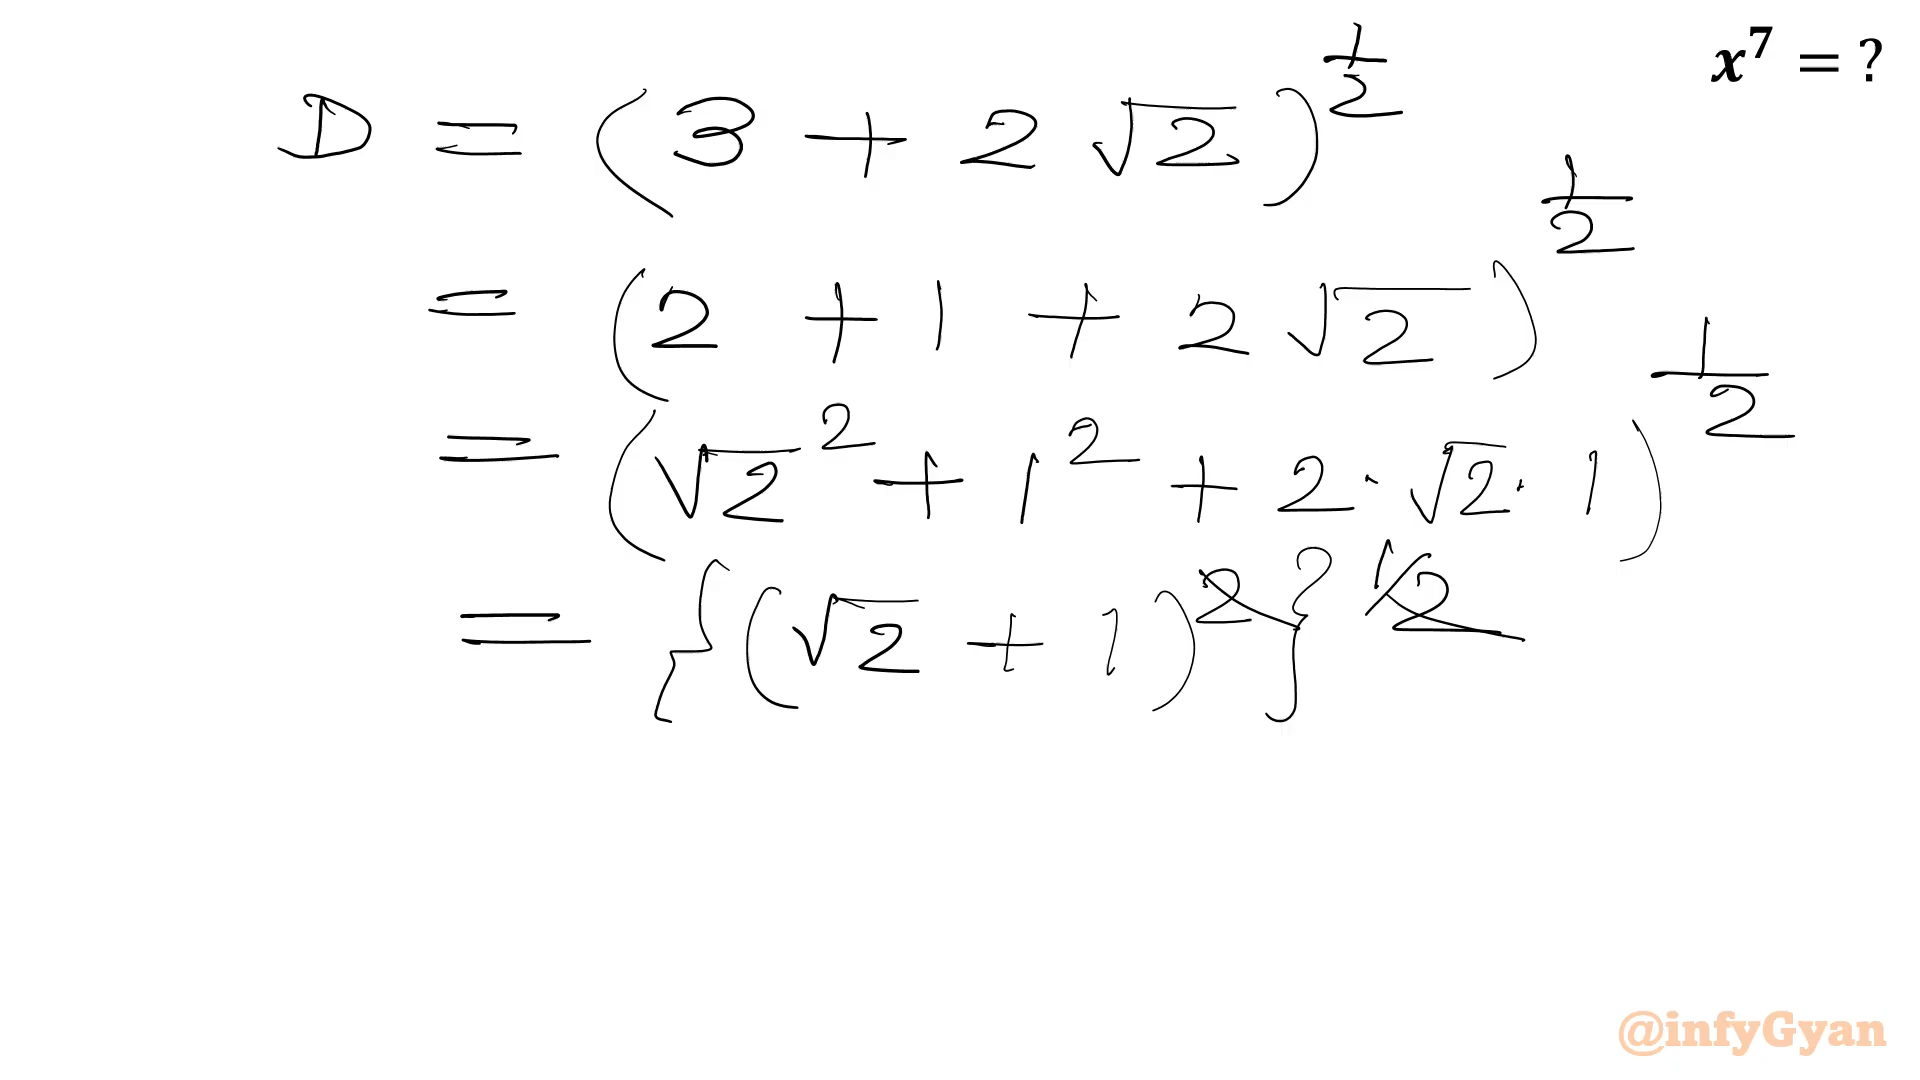 x⁷ = ?
D = (3 + 2√2)^(1/2)
= (2 + 1 + 2√2)^(1/2)
= (√2² + 1² + 2·√2·1)^(1/2)
= {(√2 + 1)²}^(1/2)
@infyGyan